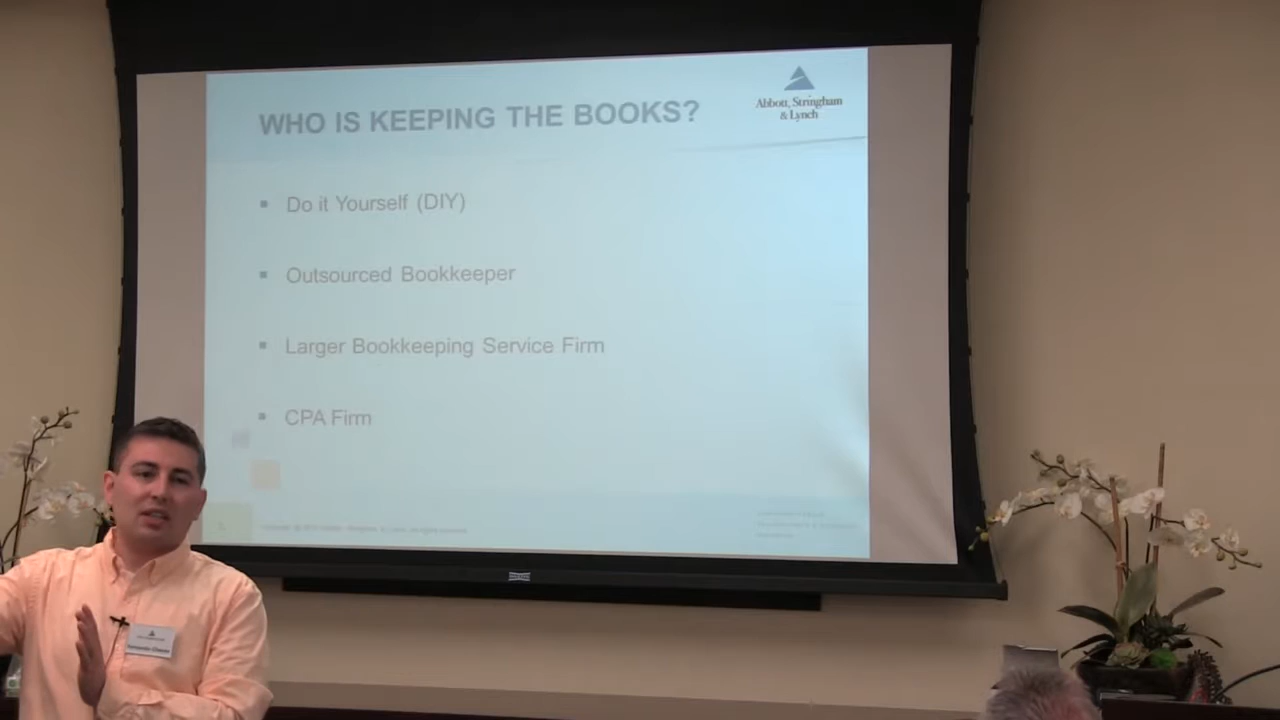 WHO IS KEEPING THE BOOKS?
Abbott, Stringham
& Lynch
▪ Do it Yourself (DIY)
▪ Outsourced Bookkeeper
▪ Larger Bookkeeping Service Firm
▪ CPA Firm